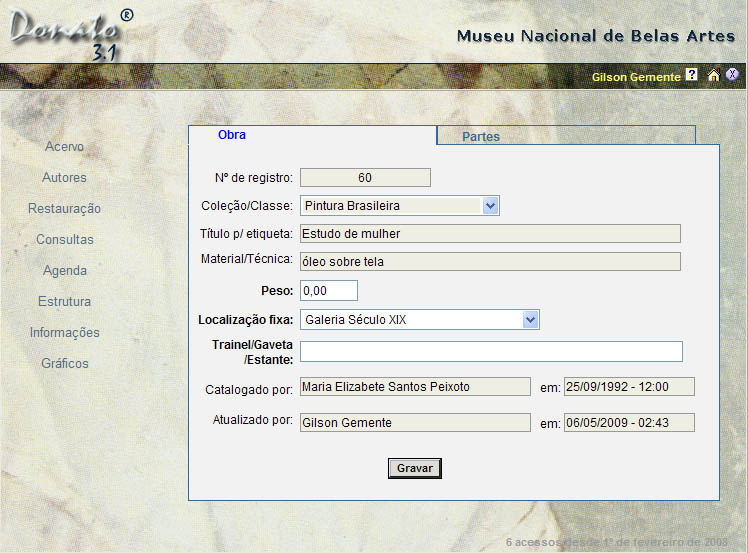 Donato ®
3.1
Museu Nacional de Belas Artes
Gilson Gemente ? X
Acervo
Autores
Restauração
Consultas
Agenda
Estrutura
Informações
Gráficos
Obra Partes
Nº de registro: 60
Coleção/Classe: Pintura Brasileira
Título p/ etiqueta: Estudo de mulher
Material/Técnica: óleo sobre tela
Peso: 0,00
Localização fixa: Galeria Século XIX
Trainel/Gaveta
/Estante:
Catalogado por: Maria Elizabete Santos Peixoto em: 25/09/1992 - 12:00
Atualizado por: Gilson Gemente em: 06/05/2009 - 02:43
Gravar
6 acessos desde 1º de fevereiro de 2008